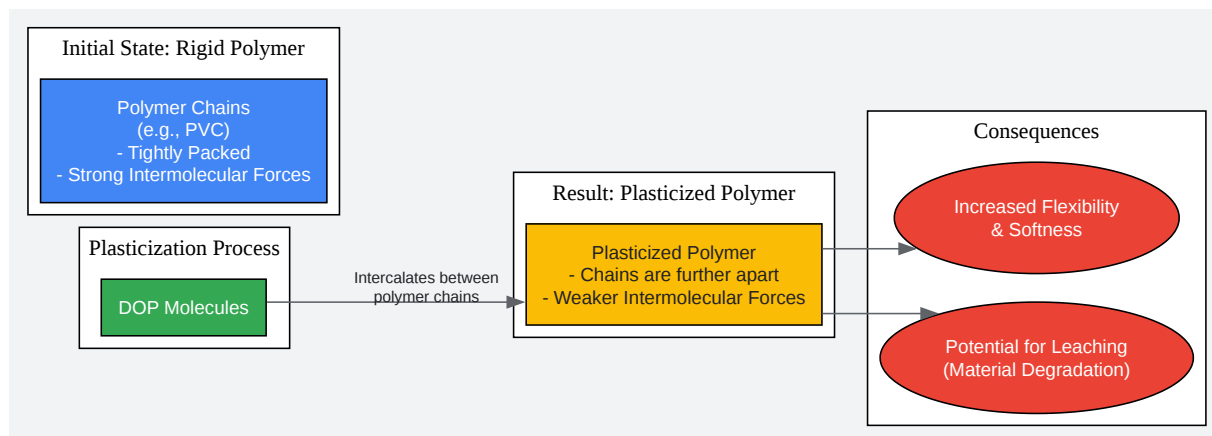 Initial State: Rigid Polymer
Polymer Chains
(e.g., PVC)
- Tightly Packed
- Strong Intermolecular Forces
Plasticization Process
DOP Molecules
Intercalates between
polymer chains
Result: Plasticized Polymer
Plasticized Polymer
- Chains are further apart
- Weaker Intermolecular Forces
Consequences
Increased Flexibility
& Softness
Potential for Leaching
(Material Degradation)